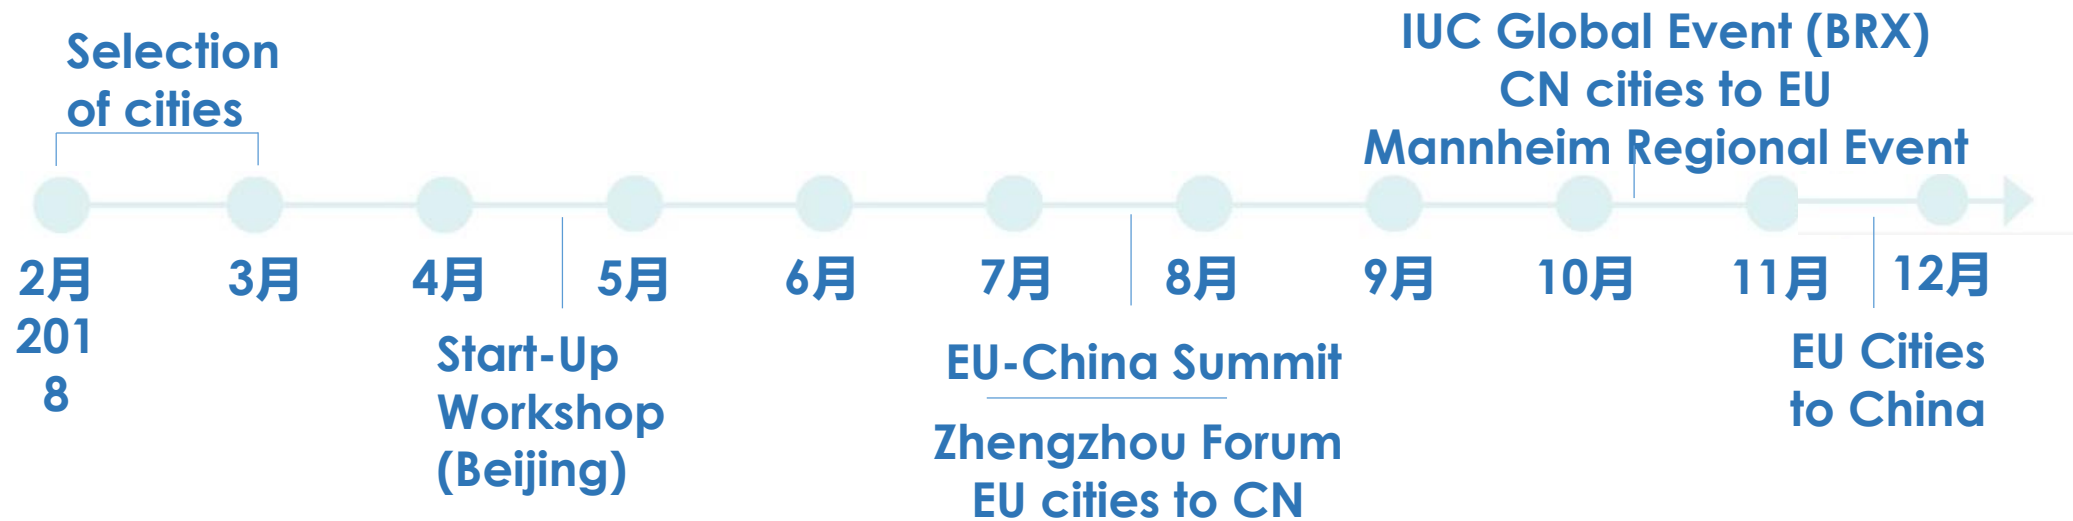 Selection
of cities
IUC Global Event (BRX)
CN cities to EU
Mannheim Regional Event
2月
201
8
3月
4月
5月
6月
7月
8月
9月
10月
11月
12月
Start-Up
Workshop
(Beijing)
EU-China Summit
Zhengzhou Forum
EU cities to CN
EU Cities
to China